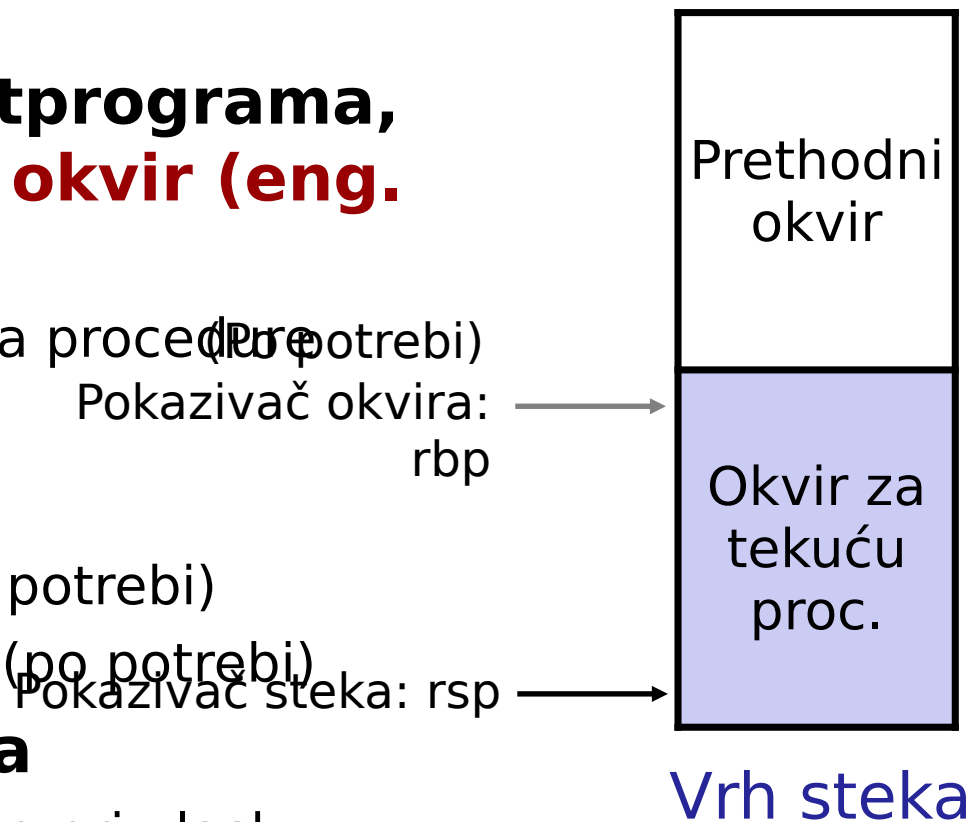 tprograma,
okvir (eng.
a procedure
(Po potrebi)
Pokazivač okvira:
rbp
potrebi)
(po potrebi)
Pokazivač steka: rsp
a
Prethodni
okvir
Okvir za
tekuću
proc.
Vrh steka